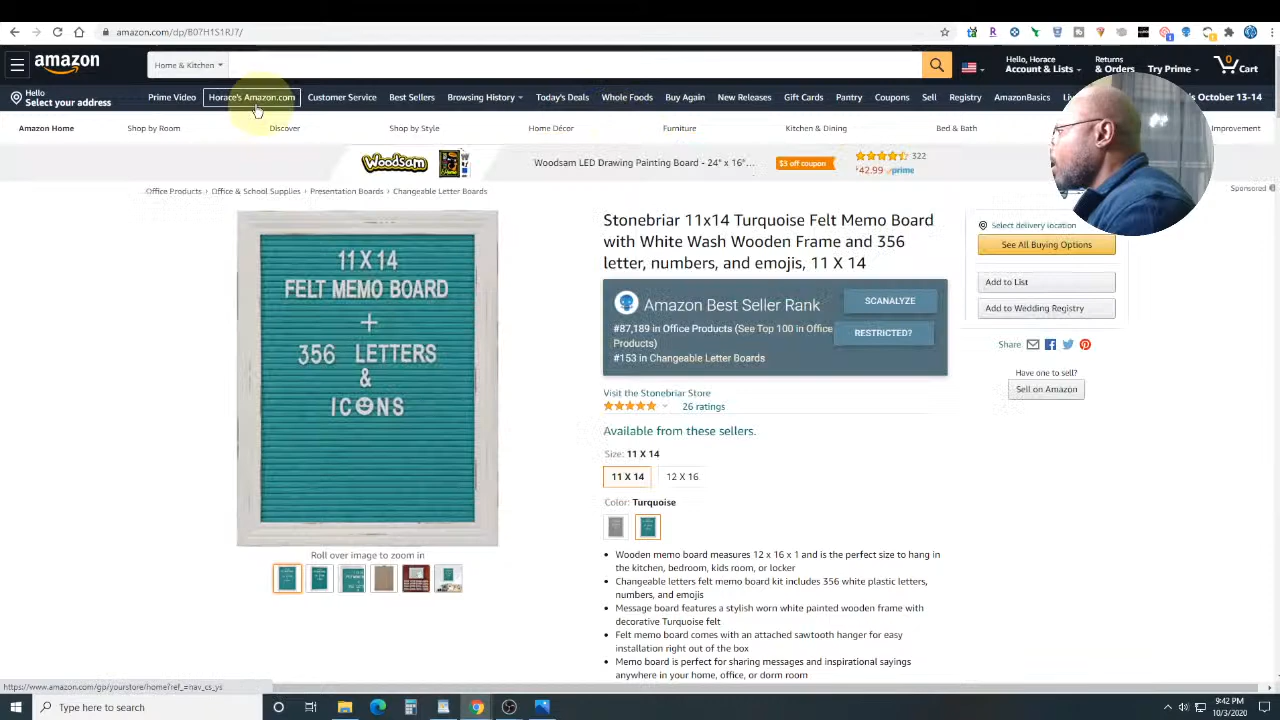 amazon.com/dp/B07H1S1RJ7/
amazon
Home & Kitchen
Hello, Horace
Account & Lists
Returns
& Orders
Try Prime
0
Cart
Hello
Select your address
Prime Video
Horace's Amazon.com
Customer Service
Best Sellers
Browsing History
Today's Deals
Whole Foods
Buy Again
New Releases
Gift Cards
Pantry
Coupons
Sell
Registry
AmazonBasics
October 13-14
Amazon Home
Shop by Room
Discover
Shop by Style
Home Décor
Furniture
Kitchen & Dining
Bed & Bath
Improvement
Woodsam
Woodsam LED Drawing Painting Board - 24" x 16"...
$3 off coupon
322
$42.99 prime
Sponsored
Office Products › Office & School Supplies › Presentation Boards › Changeable Letter Boards
11 X 14
FELT MEMO BOARD
+
356 LETTERS
&
ICONS
Roll over image to zoom in
Stonebriar 11x14 Turquoise Felt Memo Board
with White Wash Wooden Frame and 356
letter, numbers, and emojis, 11 X 14
Amazon Best Seller Rank
SCANALYZE
#87,189 in Office Products (See Top 100 in Office
Products)
RESTRICTED?
#153 in Changeable Letter Boards
Visit the Stonebriar Store
26 ratings
Available from these sellers.
Size: 11 X 14
11 X 14
12 X 16
Color: Turquoise
• Wooden memo board measures 12 x 16 x 1 and is the perfect size to hang in
the kitchen, bedroom, kids room, or locker
• Changeable letters felt memo board kit includes 356 white plastic letters,
numbers, and emojis
• Message board features a stylish worn white painted wooden frame with
decorative Turquoise felt
• Felt memo board comes with an attached sawtooth hanger for easy
installation right out of the box
• Memo board is perfect for sharing messages and inspirational sayings
anywhere in your home, office, or dorm room
Select delivery location
See All Buying Options
Add to List
Add to Wedding Registry
Share
Have one to sell?
Sell on Amazon
https://www.amazon.com/gp/yourstore/home?ref_=nav_cs_ys
Type here to search
9:42 PM
10/3/2020